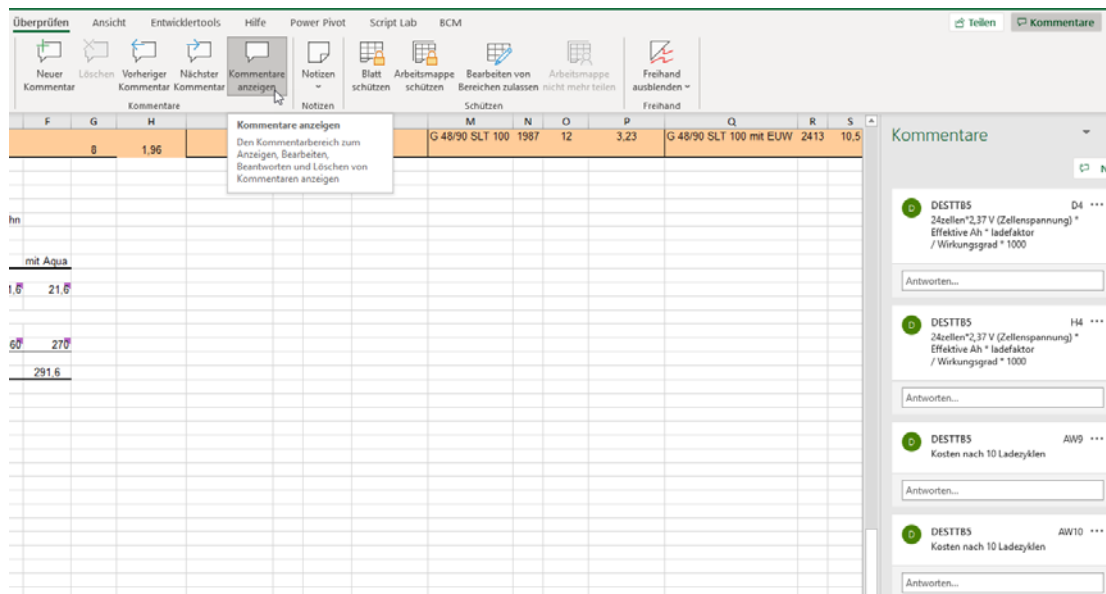 Überprüfen Ansicht Entwicklertools Hilfe Power Pivot Script Lab BCM Teilen Kommentare
Neuer Kommentar
Löschen
Vorheriger Kommentar
Nächster Kommentar
Kommentare anzeigen
Notizen
Blatt schützen
Arbeitsmappe schützen
Bearbeiten von Bereichen zulassen
Arbeitsmappe nicht mehr teilen
Freihand ausblenden
Kommentare Notizen Schützen Freihand
F G H M N O P Q R S
8 1,96 G 48/90 SLT 100 1987 12 3,23 G 48/90 SLT 100 mit EUW 2413 10,5
Kommentare anzeigen
Den Kommentarbereich zum
Anzeigen, Bearbeiten,
Beantworten und Löschen von
Kommentaren anzeigen
hn
mit Aqua
1,6 21,6
60 270
291,6
Kommentare
N
D DESTTB5 D4 ···
24zellen*2,37 V (Zellenspannung) *
Effektive Ah * ladefaktor
/ Wirkungsgrad * 1000
Antworten...
D DESTTB5 H4 ···
24zellen*2,37 V (Zellenspannung) *
Effektive Ah * ladefaktor
/ Wirkungsgrad * 1000
Antworten...
D DESTTB5 AW9 ···
Kosten nach 10 Ladezyklen
Antworten...
D DESTTB5 AW10 ···
Kosten nach 10 Ladezyklen
Antworten...